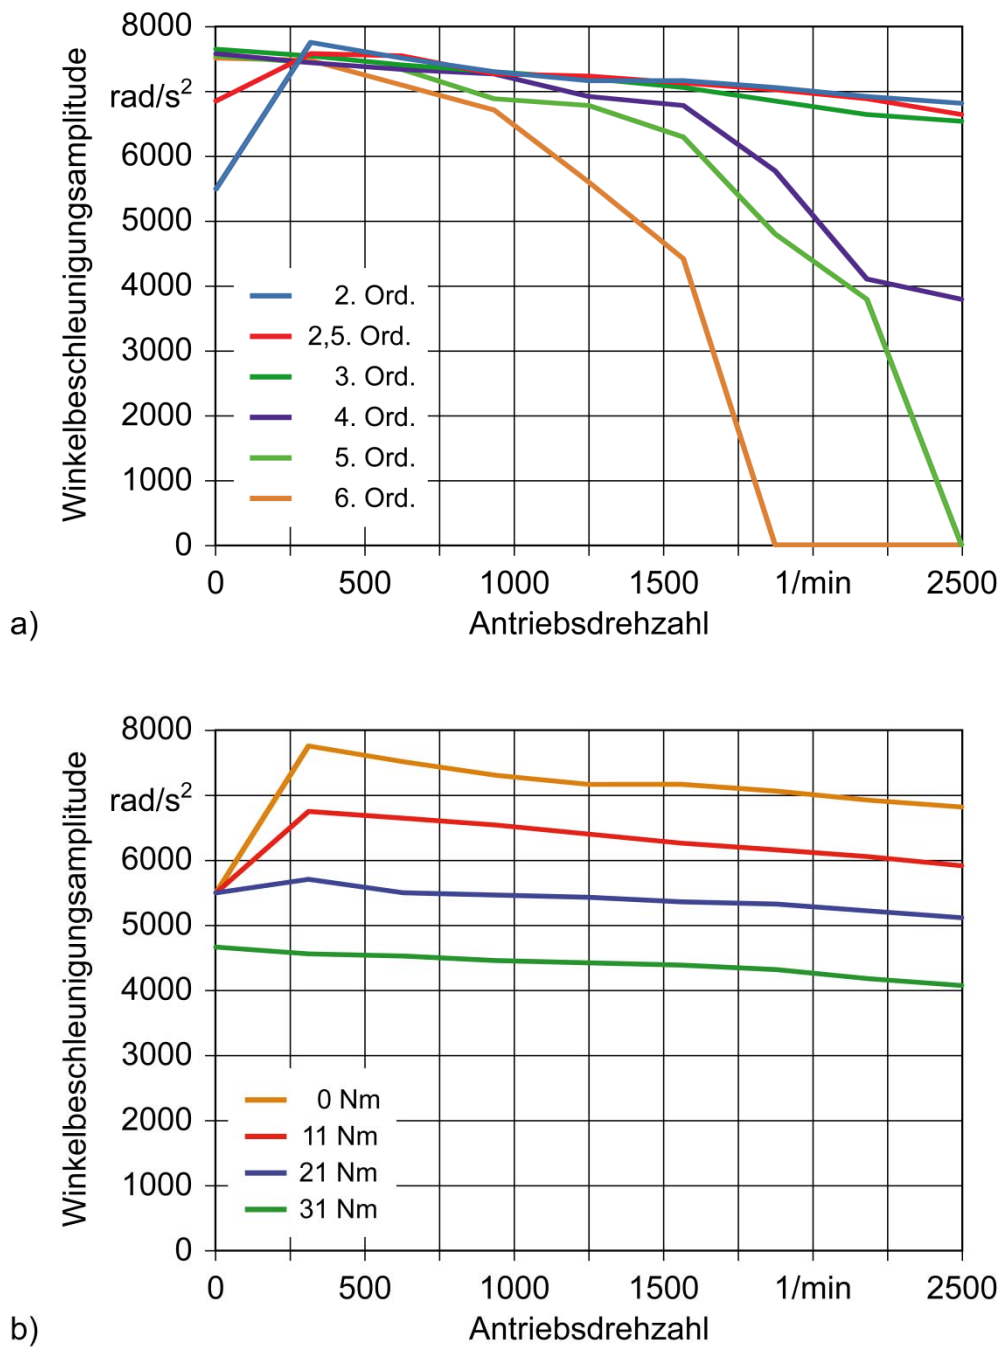 Winkelbeschleunigungsamplitude
8000
rad/s²
6000
5000
4000
3000
2000
1000
0
2. Ord.
2,5. Ord.
3. Ord.
4. Ord.
5. Ord.
6. Ord.
0 500 1000 1500 1/min 2500
a) Antriebsdrehzahl
Winkelbeschleunigungsamplitude
8000
rad/s²
6000
5000
4000
3000
2000
1000
0
0 Nm
11 Nm
21 Nm
31 Nm
0 500 1000 1500 1/min 2500
b) Antriebsdrehzahl